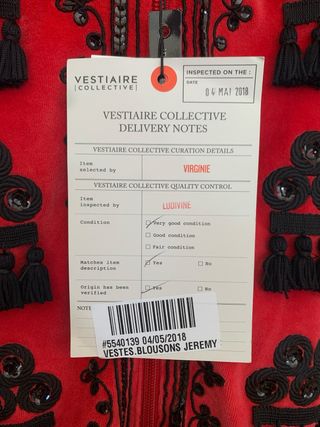 VESTIAIRE
|COLLECTIVE|
INSPECTED ON THE :
DATE
04 MAI 2018
VESTIAIRE COLLECTIVE
DELIVERY NOTES
VESTIAIRE COLLECTIVE CURATION DETAILS
Item
selected by
VIRGINIE
VESTIAIRE COLLECTIVE QUALITY CONTROL
Item
inspected by
LUDIVINE
Condition
Very good condition
Good condition
Fair condition
Matches item
description
Yes
No
Origin has been
verified
Yes
No
#5540139 04/05/2018
VESTES.BLOUSONS JEREMY